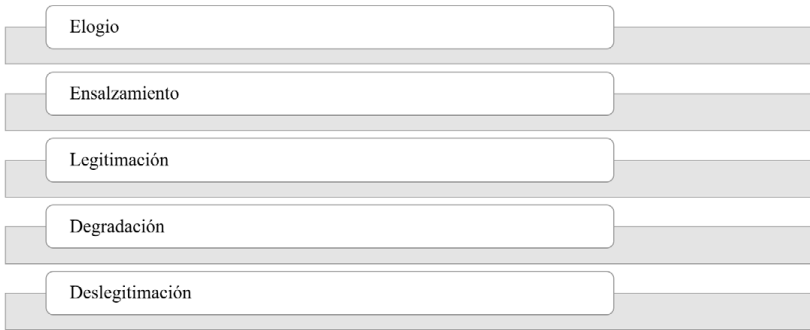 Elogio
Ensalzamiento
Legitimación
Degradación
Deslegitimación